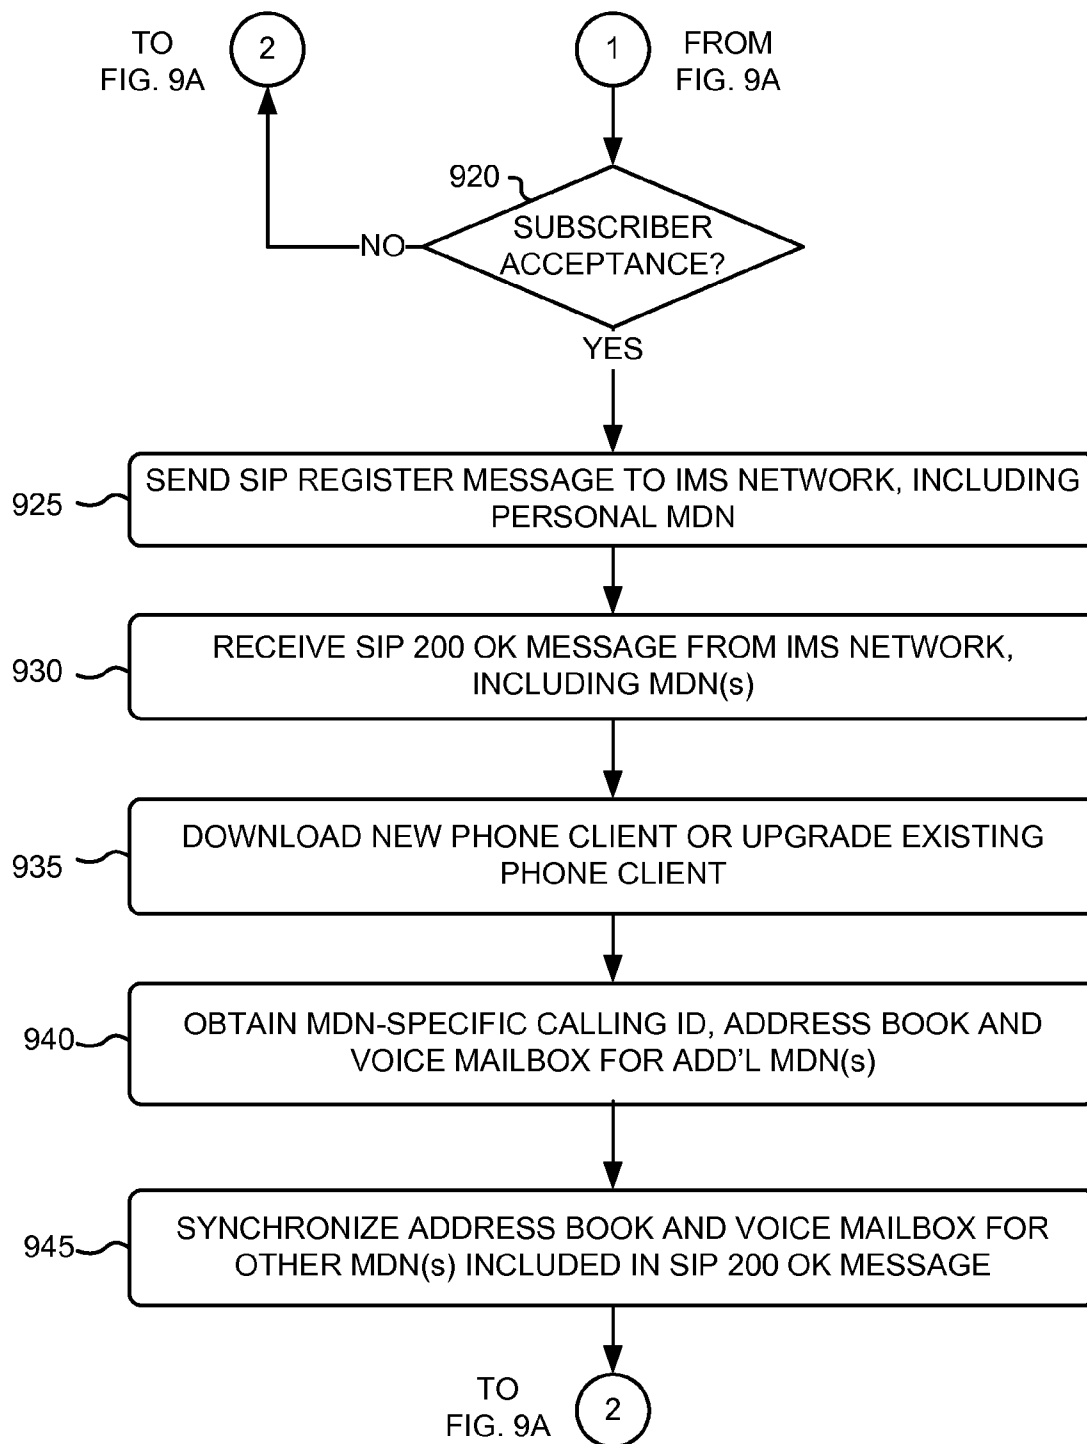 TO
FIG. 9A
2
1
FROM
FIG. 9A
920
SUBSCRIBER
ACCEPTANCE?
NO
YES
925
SEND SIP REGISTER MESSAGE TO IMS NETWORK, INCLUDING
PERSONAL MDN
930
RECEIVE SIP 200 OK MESSAGE FROM IMS NETWORK,
INCLUDING MDN(s)
935
DOWNLOAD NEW PHONE CLIENT OR UPGRADE EXISTING
PHONE CLIENT
940
OBTAIN MDN-SPECIFIC CALLING ID, ADDRESS BOOK AND
VOICE MAILBOX FOR ADD'L MDN(s)
945
SYNCHRONIZE ADDRESS BOOK AND VOICE MAILBOX FOR
OTHER MDN(s) INCLUDED IN SIP 200 OK MESSAGE
TO
FIG. 9A
2